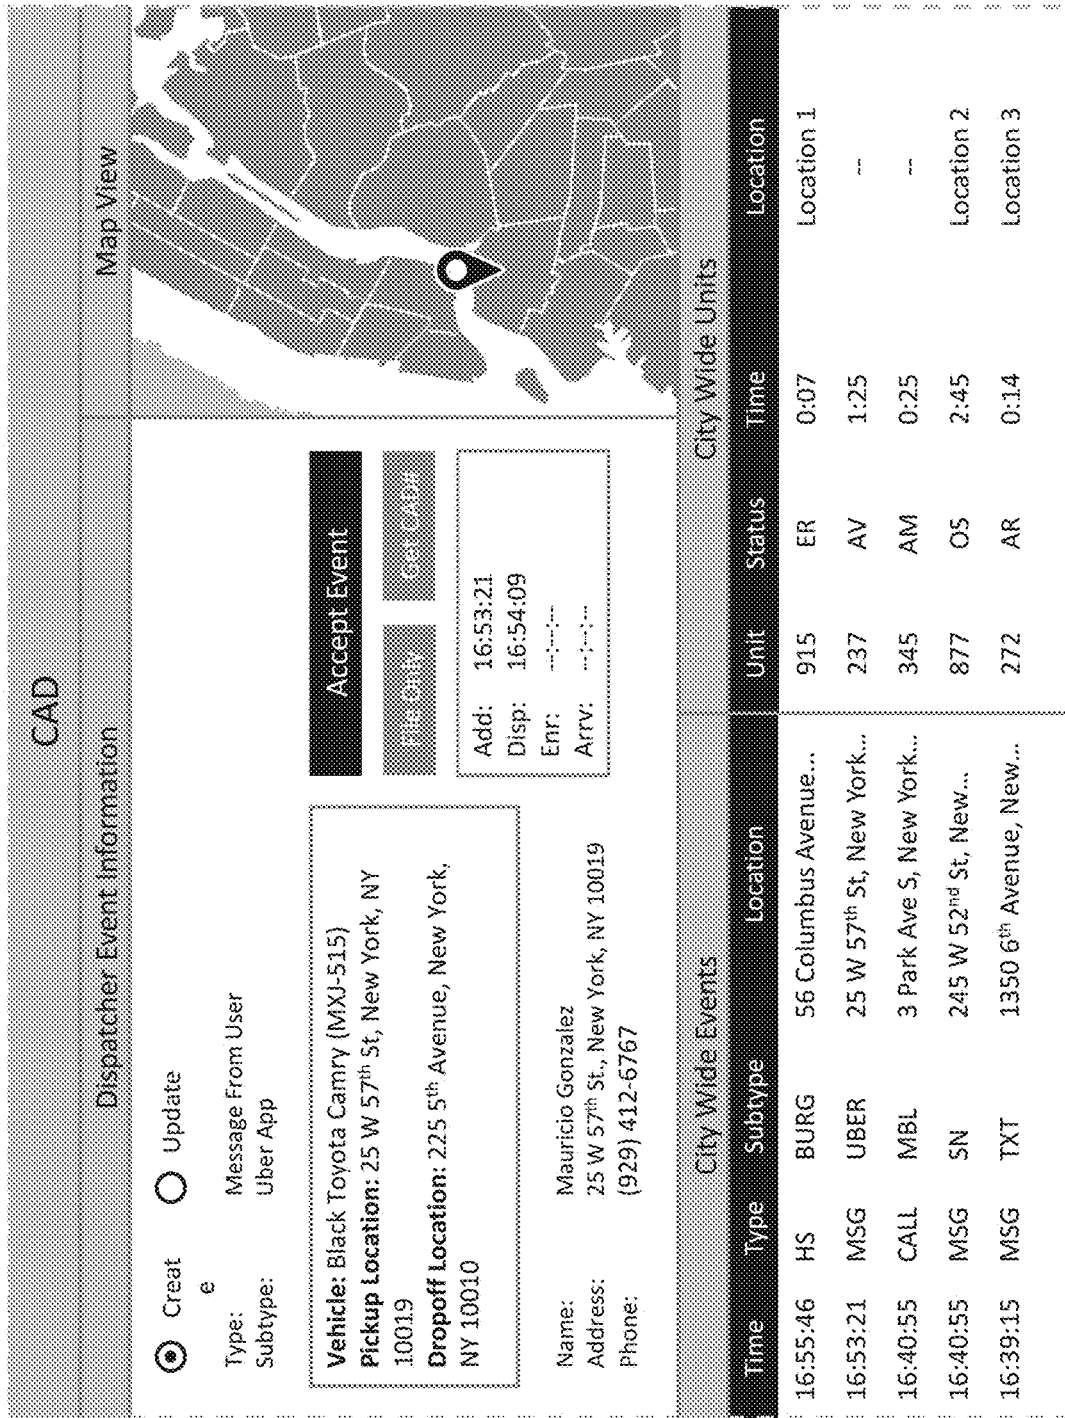 CAD
Dispatcher Event Information
Map View
Creat
e
Update
Type: Message From User
Subtype: Uber App
Vehicle: Black Toyota Camry (MXJ-515)
Pickup Location: 25 W 57th St, New York, NY
10019
Dropoff Location: 225 5th Avenue, New York,
NY 10010
Name: Mauricio Gonzalez
Address: 25 W 57th St., New York, NY 10019
Phone: (929) 412-6767
Accept Event
File Only
Get CAD#
Add: 16:53:21
Disp: 16:54:09
Enr: --:--:--
Arrv: --:--:--
City Wide Events
Time Type Subtype Location
16:55:46 HS BURG 56 Columbus Avenue...
16:53:21 MSG UBER 25 W 57th St, New York...
16:40:55 CALL MBL 3 Park Ave S, New York...
16:40:55 MSG SN 245 W 52nd St, New...
16:39:15 MSG TXT 1350 6th Avenue, New...
City Wide Units
Unit Status Time Location
915 ER 0:07 Location 1
237 AV 1:25 --
345 AM 0:25 --
877 OS 2:45 Location 2
272 AR 0:14 Location 3